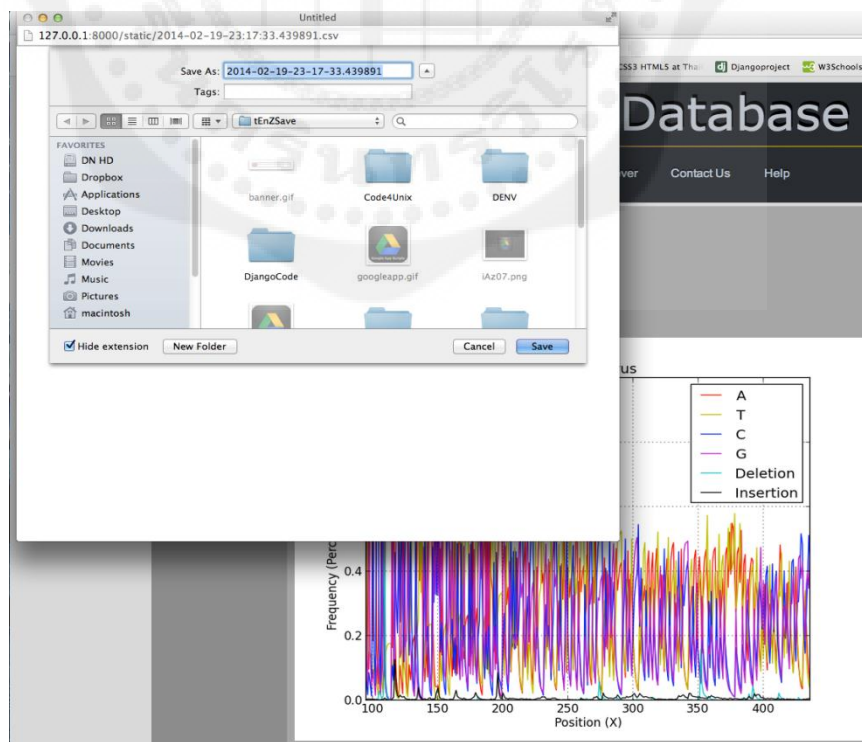 Untitled
127.0.0.1:8000/static/2014-02-19-23:17:33.439891.csv
Save As: 2014-02-19-23-17-33.439891
Tags:
tEnZSave
FAVORITES
DN HD
Dropbox
Applications
Desktop
Downloads
Documents
Movies
Music
Pictures
macintosh
banner.gif
Code4Unix
DENV
DjangoCode
googleapp.gif
iAz07.png
Hide extension
New Folder
Cancel
Save
CSS3 HTML5 at Tha
Djangoproject
W3Schools
Database
ver
Contact Us
Help
us
A
T
C
G
Deletion
Insertion
Frequency (Perc
0.4
0.2
0.0
100 150 200 250 300 350 400
Position (X)